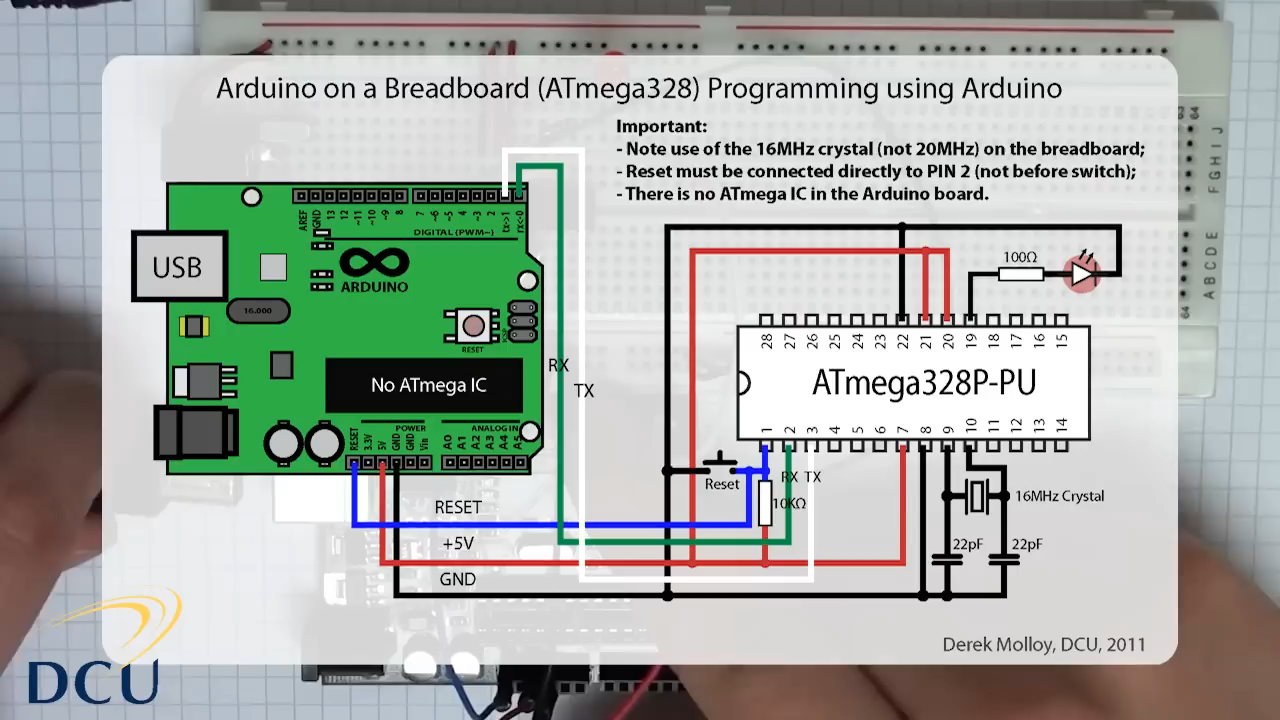 Arduino on a Breadboard (ATmega328) Programming using Arduino
Important:
- Note use of the 16MHz crystal (not 20MHz) on the breadboard;
- Reset must be connected directly to PIN 2 (not before switch);
- There is no ATmega IC in the Arduino board.
AREF GND 13 12 ~11 ~10 ~9 8 7 ~6 ~5 4 ~3 2 tx>1 rx<0
DIGITAL (PWM~)
USB
ARDUINO
16.000
RESET
No ATmega IC
POWER ANALOG IN
RESET 3.3V 5V GND GND Vin A0 A1 A2 A3 A4 A5
RX
TX
RESET
+5V
GND
100Ω
28 27 26 25 24 23 22 21 20 19 18 17 16 15
ATmega328P-PU
1 2 3 4 5 6 7 8 9 10 11 12 13 14
Reset
RX TX
10KΩ
16MHz Crystal
22pF 22pF
Derek Molloy, DCU, 2011
DCU
64 63
F G H I J
A B C D E
64